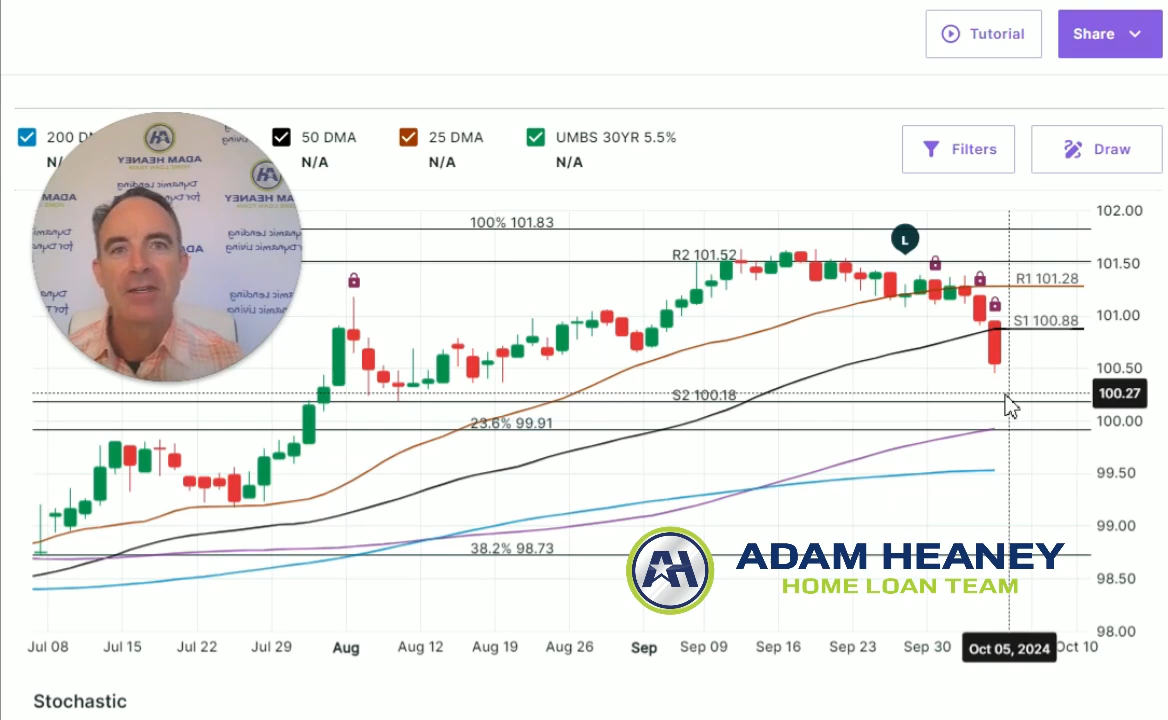 Tutorial
Share
200 D
N/
50 DMA
N/A
25 DMA
N/A
UMBS 30YR 5.5%
N/A
Filters
Draw
ADAM HEANEY
100% 101.83
R2 101.52
L
R1 101.28
S1 100.88
S2 100.18
23.6% 99.91
38.2% 98.73
102.00
101.50
101.00
100.50
100.27
100.00
99.50
99.00
98.50
98.00
AH
ADAM HEANEY
HOME LOAN TEAM
Jul 08
Jul 15
Jul 22
Jul 29
Aug
Aug 12
Aug 19
Aug 26
Sep
Sep 09
Sep 16
Sep 23
Sep 30
Oct 05, 2024
Oct 10
Stochastic